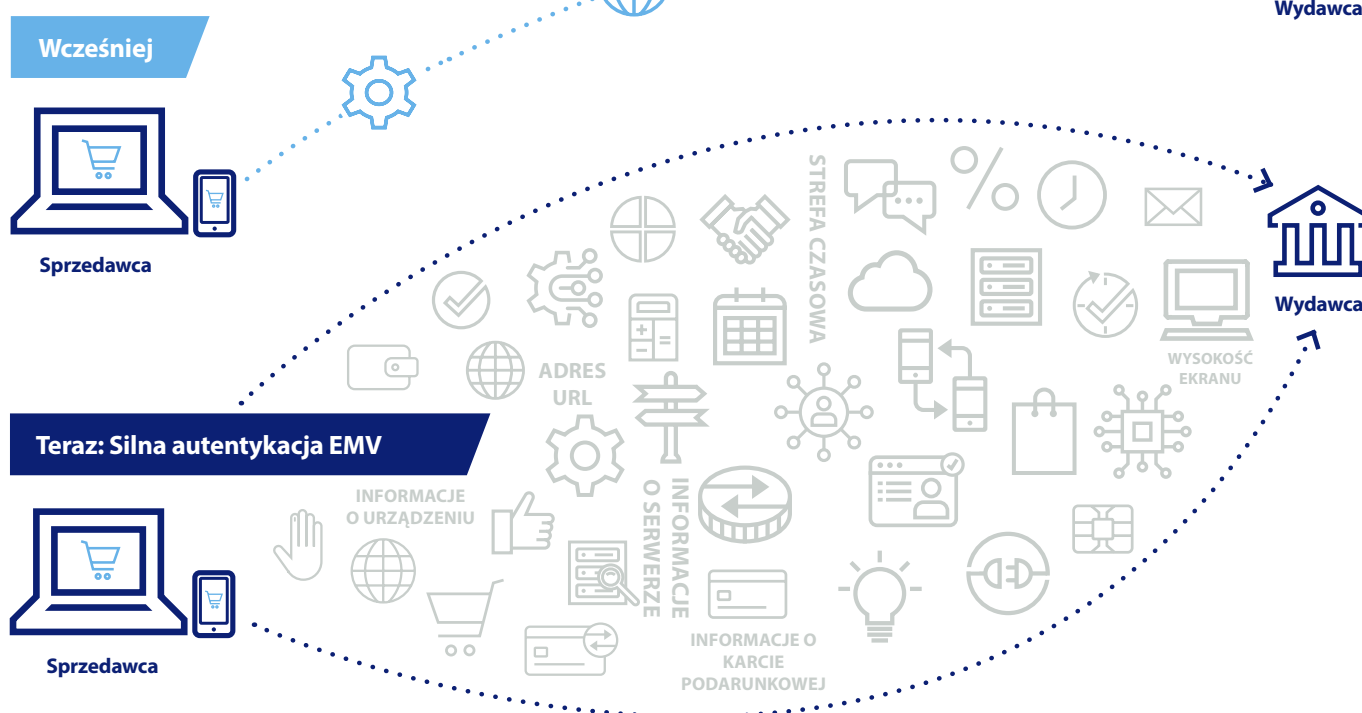 Wydawca
Wcześniej
Sprzedawca
STREFA CZASOWA
Wydawca
WYSOKOŚĆ
EKRANU
ADRES
URL
Teraz: Silna autentykacja EMV
INFORMACJE
O URZĄDZENIU
INFORMACJE
O SERWERZE
Sprzedawca
INFORMACJE O
KARCIE
PODARUNKOWEJ